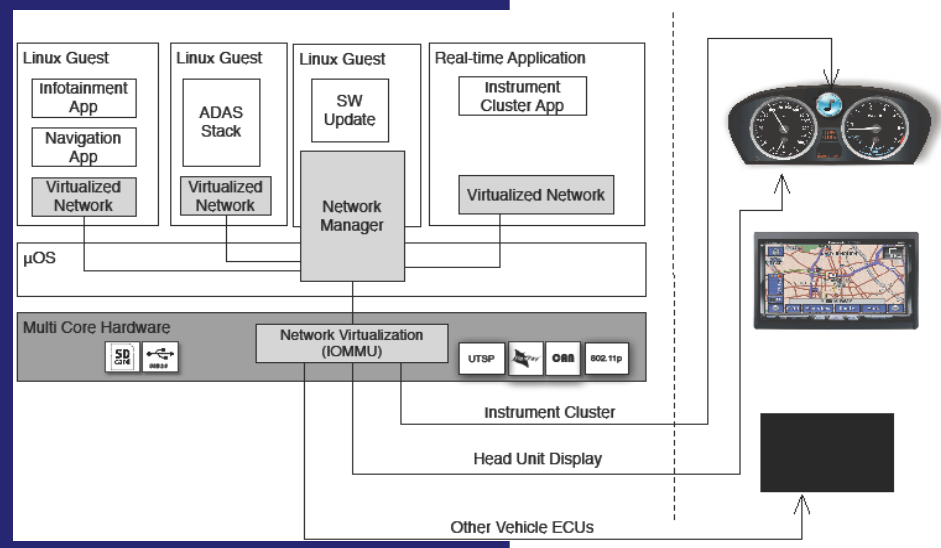 Linux Guest
Infotainment
App
Navigation
App
Virtualized
Network
Linux Guest
ADAS
Stack
Virtualized
Network
Linux Guest
SW
Update
Network
Manager
Real-time Application
Instrument
Cluster App
Virtualized Network
µOS
Multi Core Hardware
Network Virtualization
(IOMMU)
SD
UTSP
CAN
802.11p
Instrument Cluster
Head Unit Display
Other Vehicle ECUs